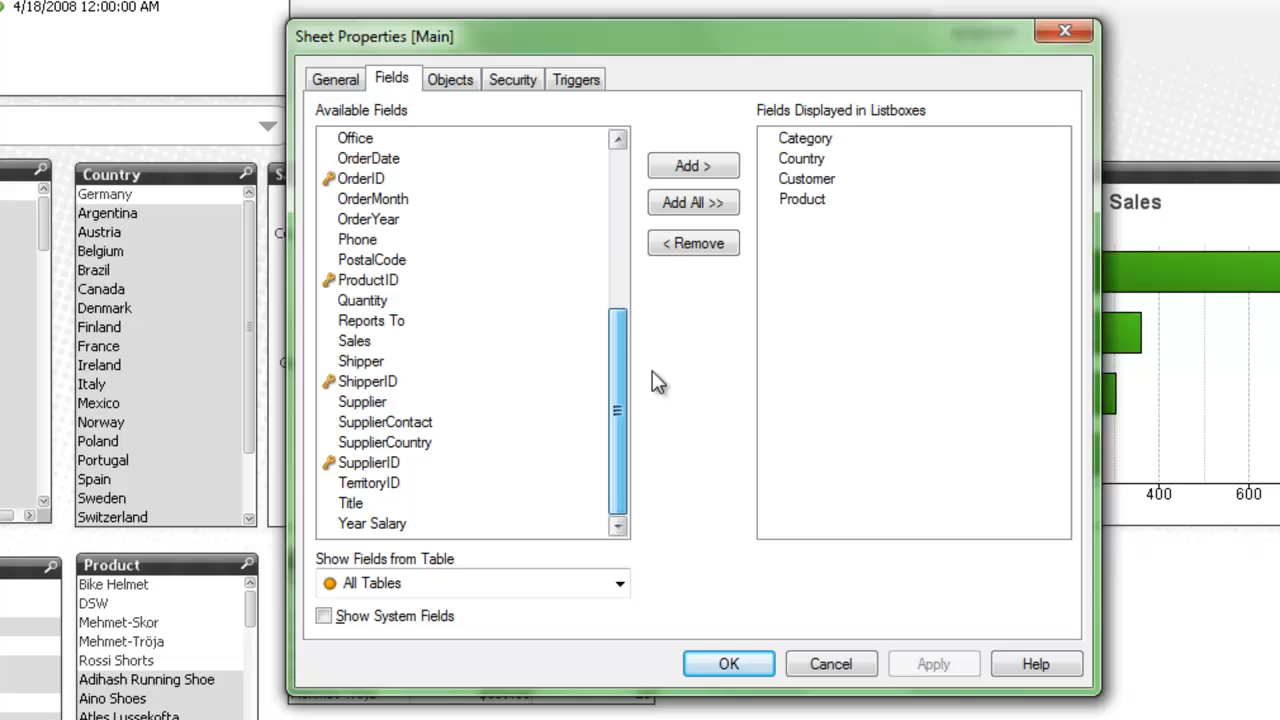 4/18/2008 12:00:00 AM
Sheet Properties [Main]
General
Fields
Objects
Security
Triggers
Available Fields
Office
OrderDate
OrderID
OrderMonth
OrderYear
Phone
PostalCode
ProductID
Quantity
Reports To
Sales
Shipper
ShipperID
Supplier
SupplierContact
SupplierCountry
SupplierID
TerritoryID
Title
Year Salary
Show Fields from Table
All Tables
Show System Fields
Add >
Add All >>
< Remove
Fields Displayed in Listboxes
Category
Country
Customer
Product
OK
Cancel
Apply
Help
Country
Germany
Argentina
Austria
Belgium
Brazil
Canada
Denmark
Finland
France
Ireland
Italy
Mexico
Norway
Poland
Portugal
Spain
Sweden
Switzerland
Product
Bike Helmet
DSW
Mehmet-Skor
Mehmet-Tröja
Rossi Shorts
Adihash Running Shoe
Aino Shoes
Atles Lussekofta
Sales
400
600